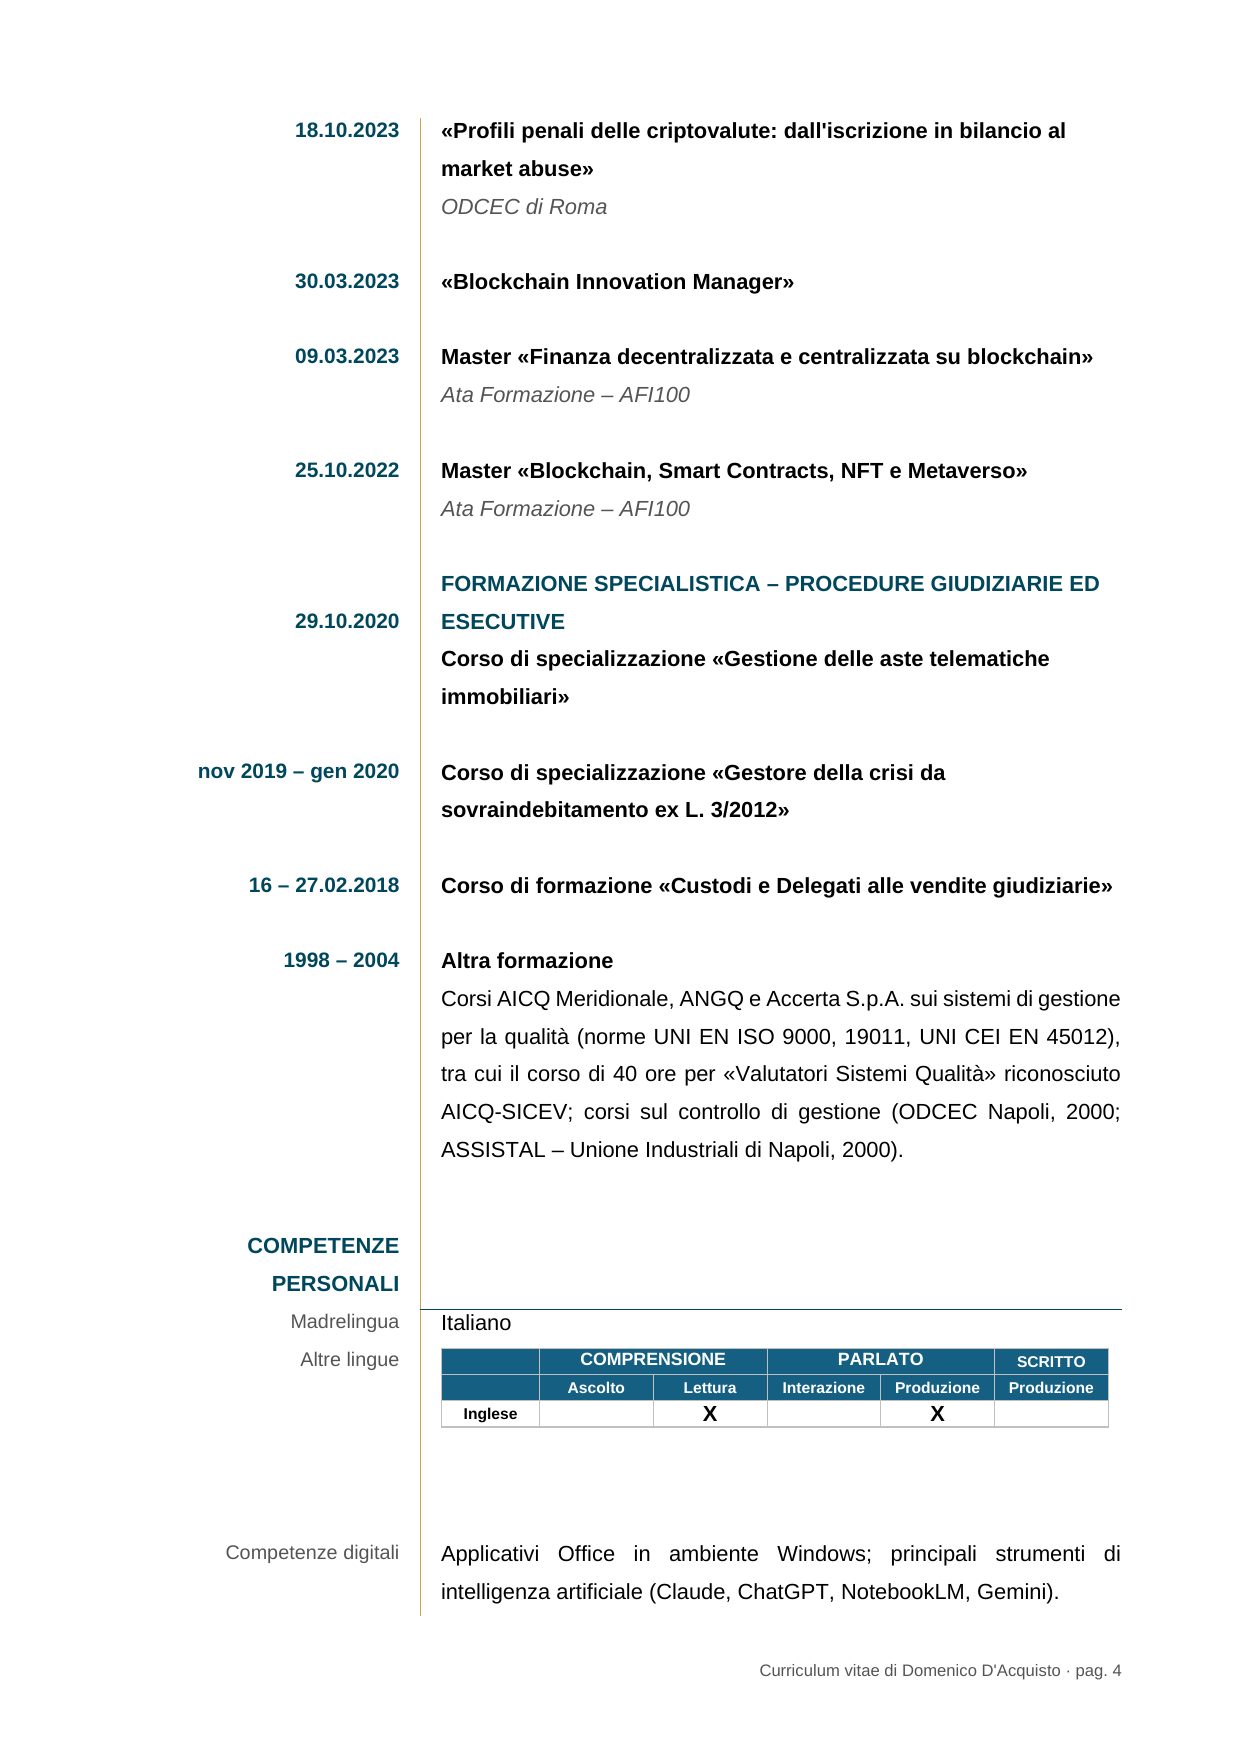 18.10.2023
«Profili penali delle criptovalute: dall'iscrizione in bilancio al
market abuse»
ODCEC di Roma
30.03.2023
«Blockchain Innovation Manager»
09.03.2023
Master «Finanza decentralizzata e centralizzata su blockchain»
Ata Formazione – AFI100
25.10.2022
Master «Blockchain, Smart Contracts, NFT e Metaverso»
Ata Formazione – AFI100
FORMAZIONE SPECIALISTICA – PROCEDURE GIUDIZIARIE ED
29.10.2020
ESECUTIVE
Corso di specializzazione «Gestione delle aste telematiche
immobiliari»
nov 2019 – gen 2020
Corso di specializzazione «Gestore della crisi da
sovraindebitamento ex L. 3/2012»
16 – 27.02.2018
Corso di formazione «Custodi e Delegati alle vendite giudiziarie»
1998 – 2004
Altra formazione
Corsi AICQ Meridionale, ANGQ e Accerta S.p.A. sui sistemi di gestione
per la qualità (norme UNI EN ISO 9000, 19011, UNI CEI EN 45012),
tra cui il corso di 40 ore per «Valutatori Sistemi Qualità» riconosciuto
AICQ-SICEV; corsi sul controllo di gestione (ODCEC Napoli, 2000;
ASSISTAL – Unione Industriali di Napoli, 2000).
COMPETENZE
PERSONALI
Madrelingua
Italiano
Altre lingue
COMPRENSIONE PARLATO SCRITTO
Ascolto Lettura Interazione Produzione Produzione
Inglese X X
Competenze digitali
Applicativi Office in ambiente Windows; principali strumenti di
intelligenza artificiale (Claude, ChatGPT, NotebookLM, Gemini).
Curriculum vitae di Domenico D'Acquisto · pag. 4